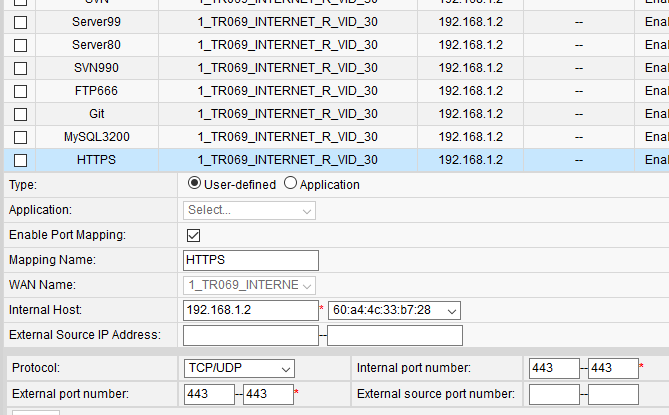 SVN 1_TR069_INTERNET_R_VID_30 192.168.1.2 --
Server99 1_TR069_INTERNET_R_VID_30 192.168.1.2 -- Enal
Server80 1_TR069_INTERNET_R_VID_30 192.168.1.2 -- Enal
SVN990 1_TR069_INTERNET_R_VID_30 192.168.1.2 -- Enal
FTP666 1_TR069_INTERNET_R_VID_30 192.168.1.2 -- Enal
Git 1_TR069_INTERNET_R_VID_30 192.168.1.2 -- Enal
MySQL3200 1_TR069_INTERNET_R_VID_30 192.168.1.2 -- Enal
HTTPS 1_TR069_INTERNET_R_VID_30 192.168.1.2 -- Enal
Type: User-defined Application
Application: Select...
Enable Port Mapping:
Mapping Name: HTTPS
WAN Name: 1_TR069_INTERNE
Internal Host: 192.168.1.2 * 60:a4:4c:33:b7:28
External Source IP Address: --
Protocol: TCP/UDP Internal port number: 443 -- 443 *
External port number: 443 -- 443 * External source port number: --